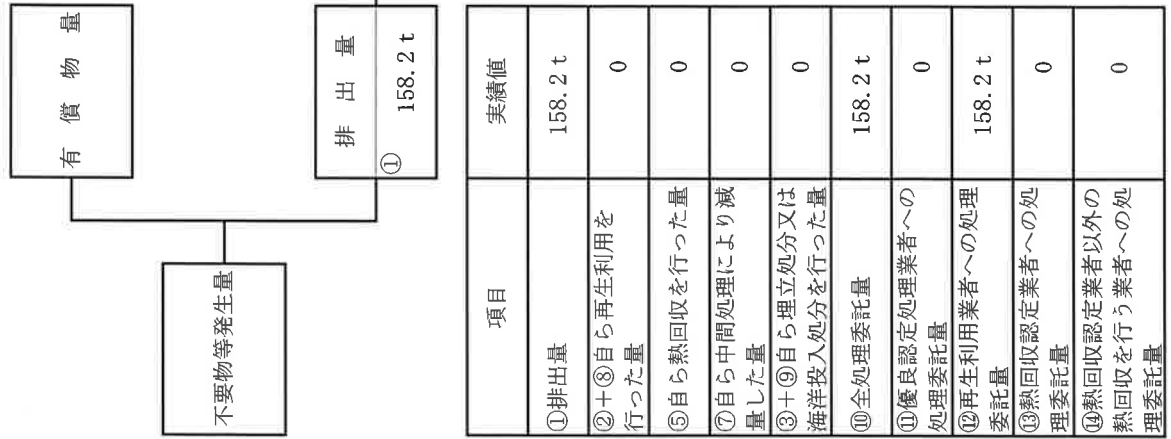 有償物量
不要物等発生量
排出量
①
158.2 t
項目
実績値
①排出量
158.2 t
②+⑧自ら再生利用を
行った量
0
⑤自ら熱回収を行った量
0
⑦自ら中間処理により減
量した量
0
③+⑨自ら埋立処分又は
海洋投入処分を行った量
0
⑩全処理委託量
158.2 t
⑪優良認定処理業者への
処理委託量
0
⑫再生利用業者への処理
委託量
158.2 t
⑬熱回収認定業者への処
理委託量
0
⑭熱回収認定業者以外の
熱回収を行う業者への処
理委託量
0